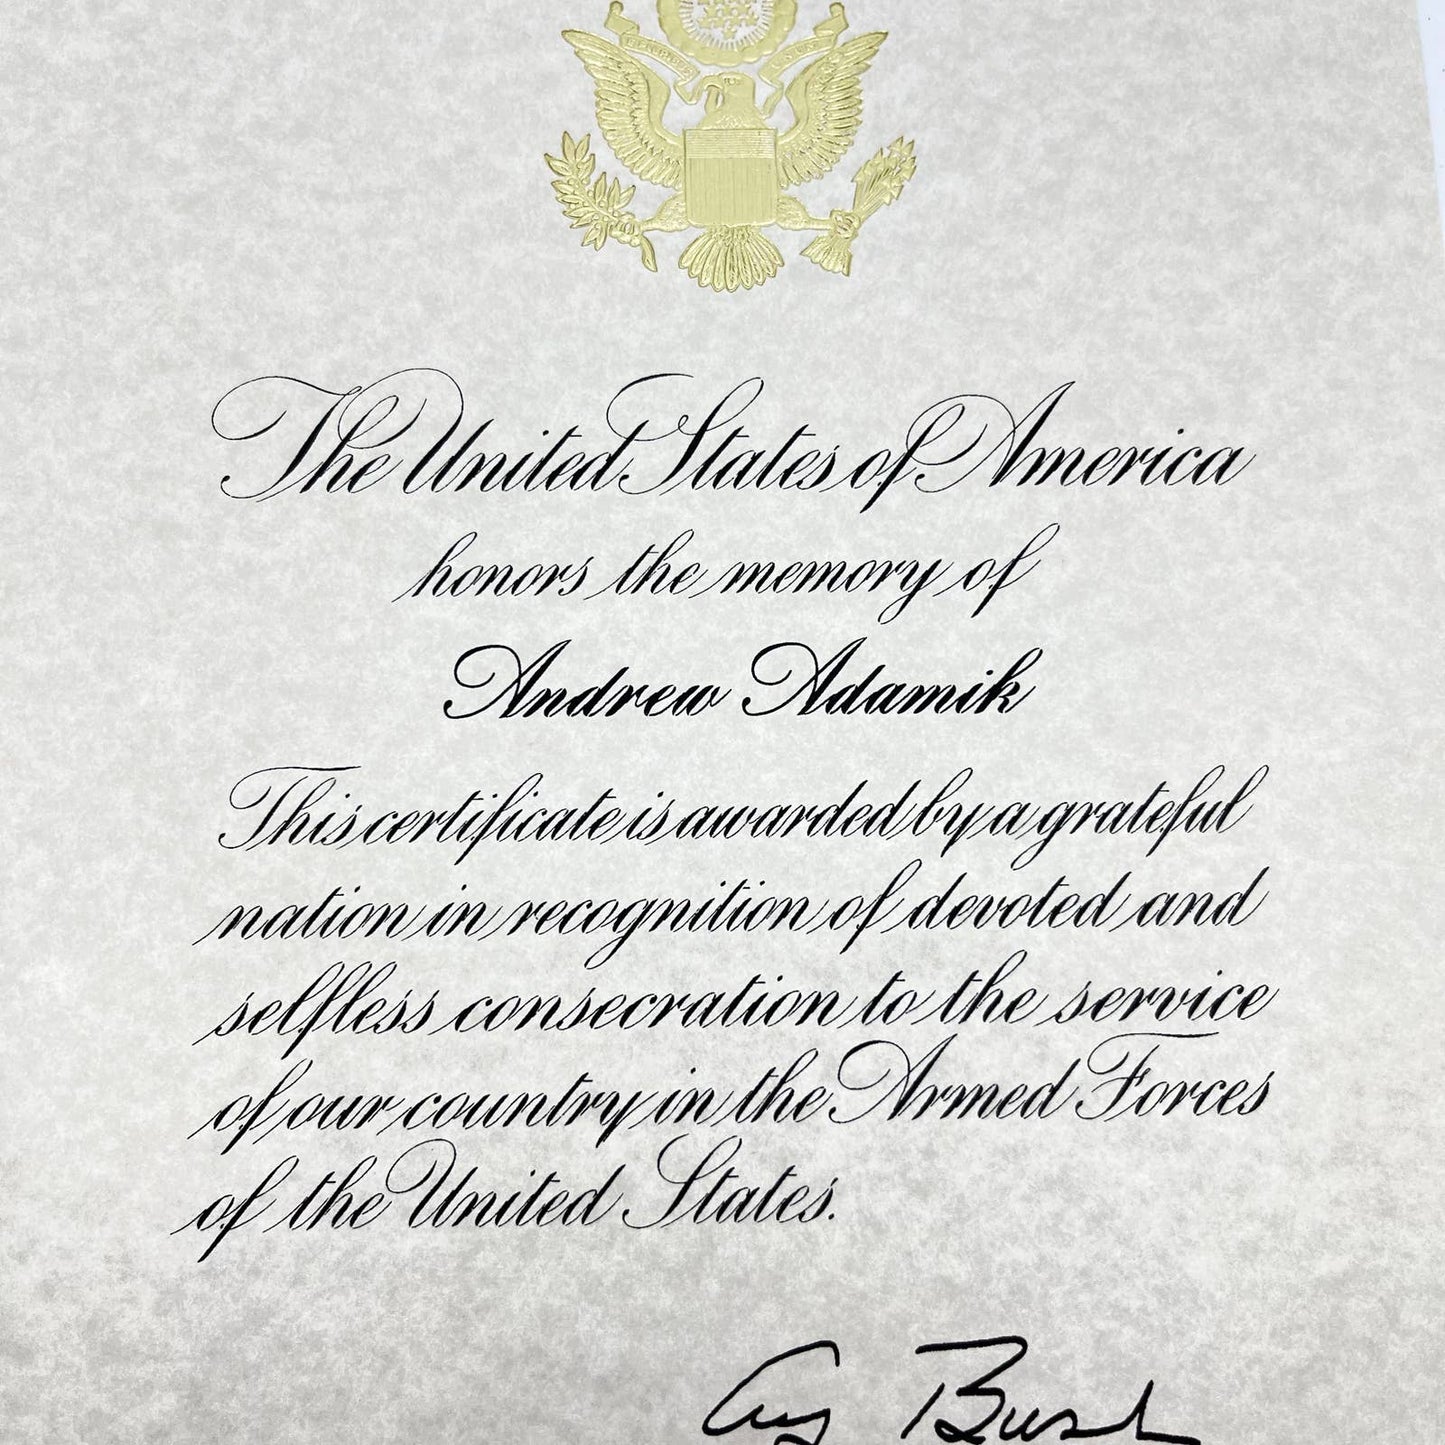 The United States of America
honors the memory of
Andrew Adamik
This certificate is awarded by a grateful
nation in recognition of devoted and
selfless consecration to the service
of our country in the Armed Forces
of the United States.
Bush